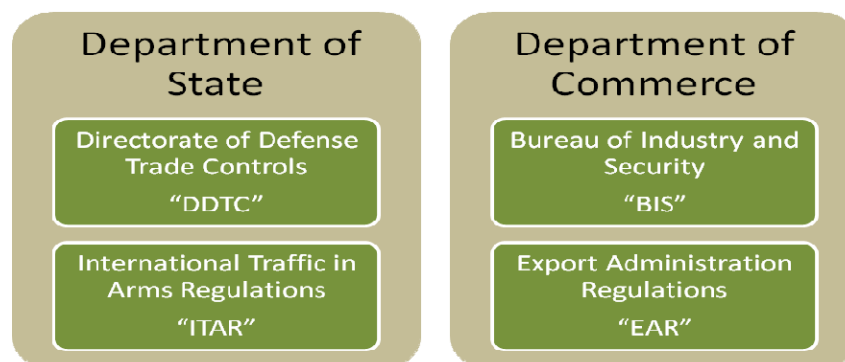 Department of
State
Directorate of Defense
Trade Controls
“DDTC”
International Traffic in
Arms Regulations
“ITAR”
Department of
Commerce
Bureau of Industry and
Security
“BIS”
Export Administration
Regulations
“EAR”